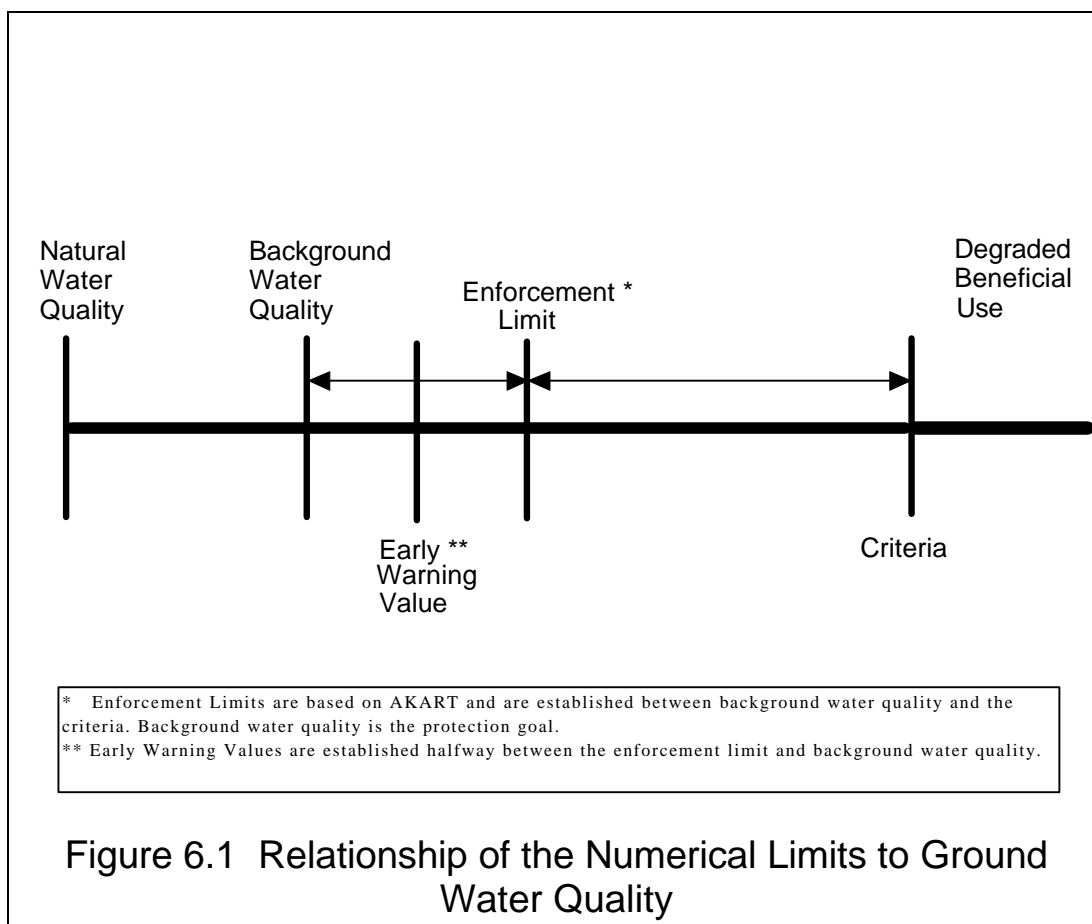 Natural
Water
Quality
Background
Water
Quality
Enforcement *
Limit
Degraded
Beneficial
Use
Early **
Warning
Value
Criteria
* Enforcement Limits are based on AKART and are established between background water quality and the
criteria. Background water quality is the protection goal.
** Early Warning Values are established halfway between the enforcement limit and background water quality.
Figure 6.1 Relationship of the Numerical Limits to Ground
Water Quality